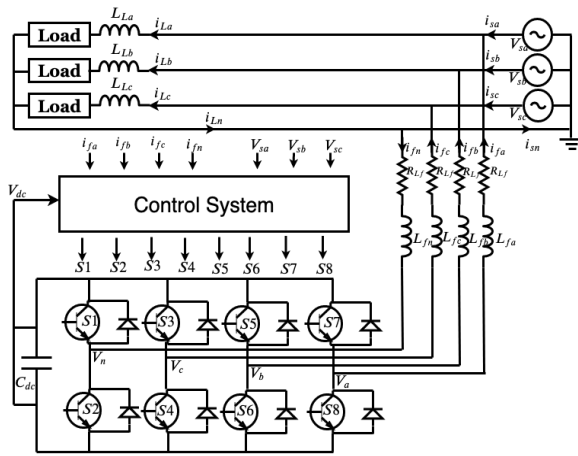 L_La i_La i_sa
Load V_sa
L_Lb i_Lb i_sb
Load V_sb
L_Lc i_Lc i_sc
Load V_sc
i_Ln i_sn
i_fa i_fb i_fc i_fn V_sa V_sb V_sc i_fn i_fc i_fb i_fa
R_Lf R_Lf R_Lf R_Lf
V_dc
Control System
L_fn L_fc L_fb L_fa
S1 S2 S3 S4 S5 S6 S7 S8
S1 S3 S5 S7
V_n V_c V_b V_a
C_dc
S2 S4 S6 S8